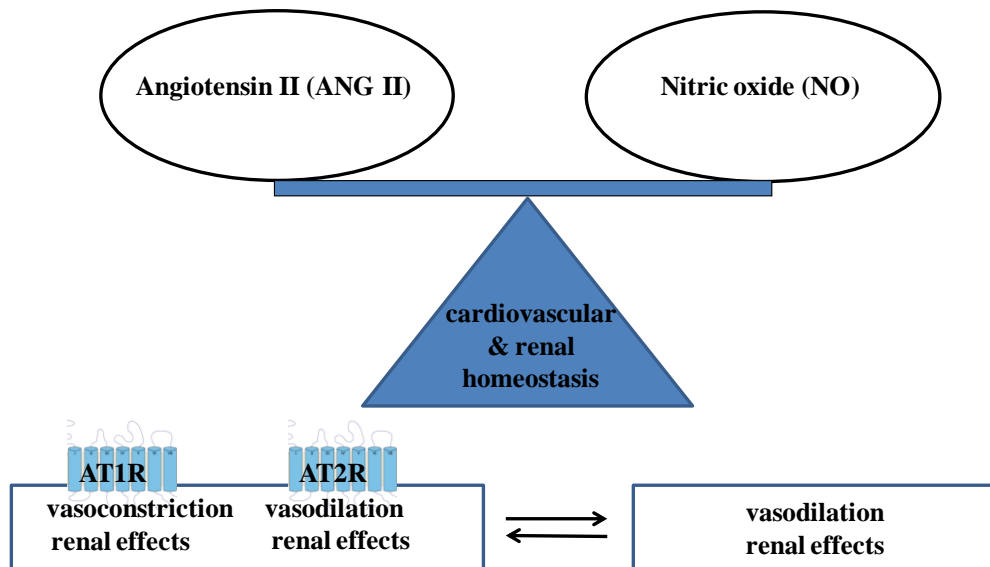 Angiotensin II (ANG II)
Nitric oxide (NO)
cardiovascular
& renal
homeostasis
AT1R
vasoconstriction
renal effects
AT2R
vasodilation
renal effects
vasodilation
renal effects